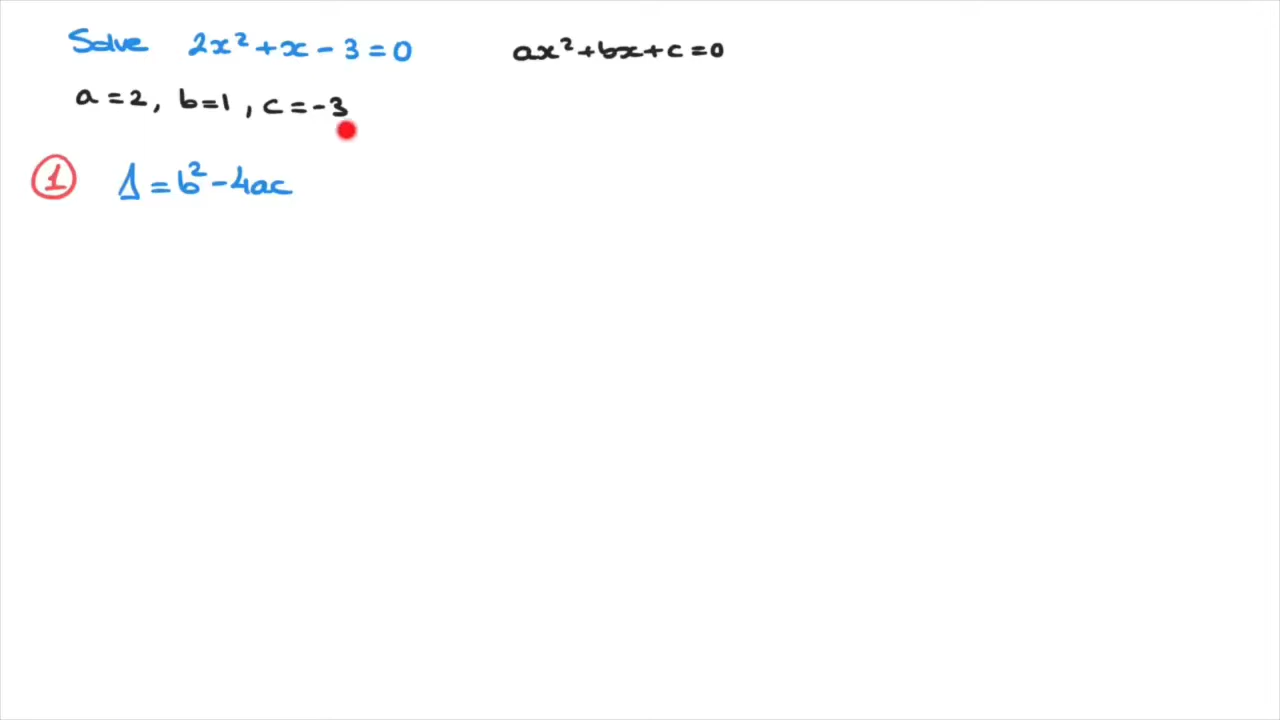 Solve 2x² + x - 3 = 0 ax² + bx + c = 0
a = 2, b = 1, c = -3
① Δ = b² - 4ac